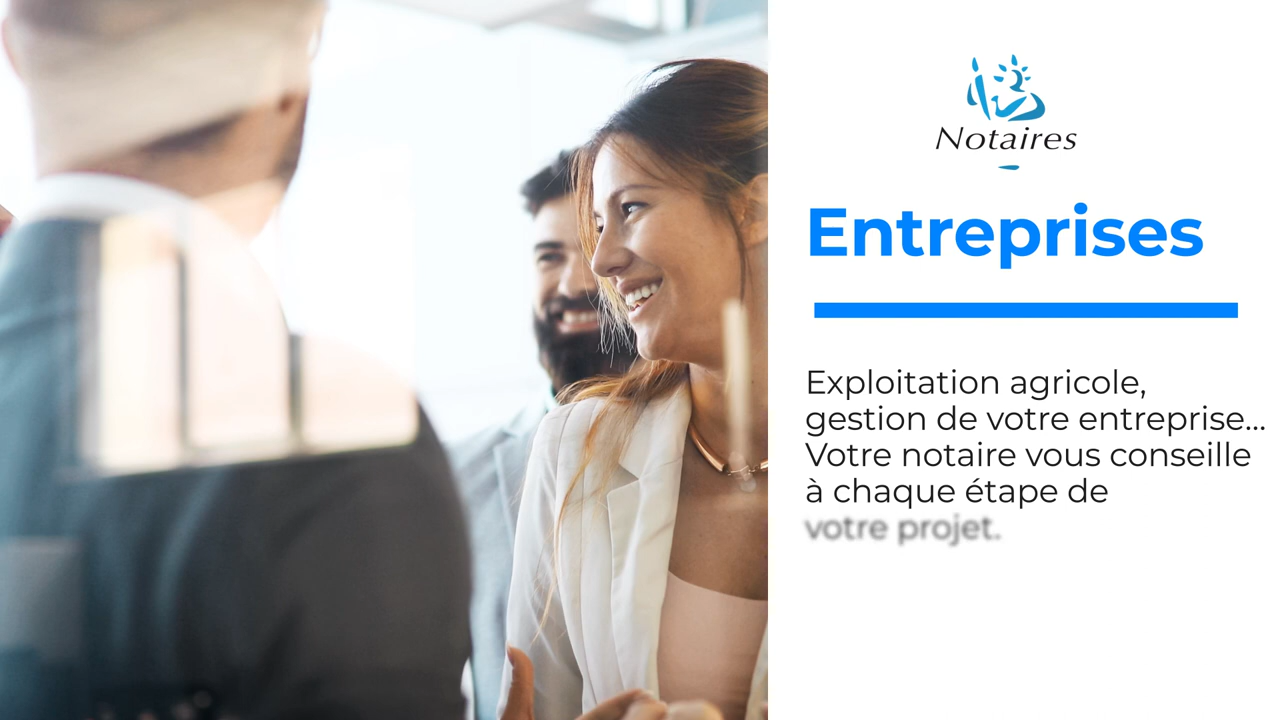 Notaires
Entreprises
Exploitation agricole,
gestion de votre entreprise...
Votre notaire vous conseille
à chaque étape de
votre projet.